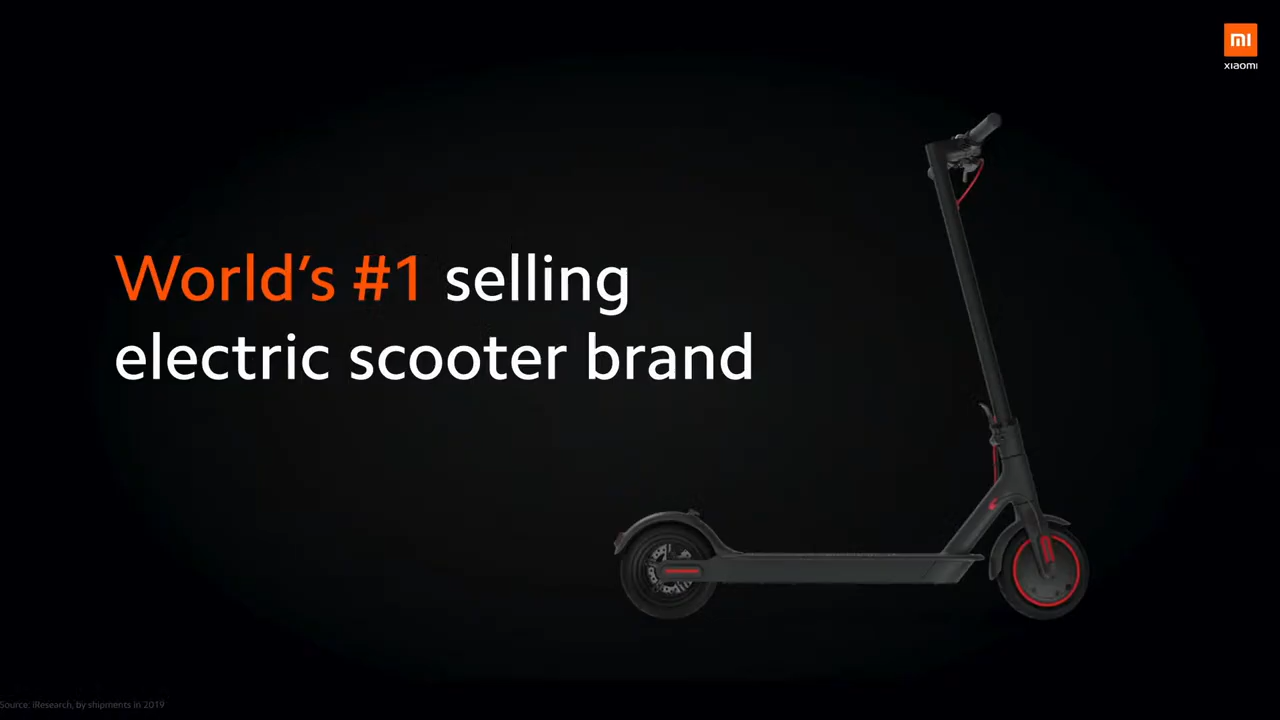 mi
xiaomi
World's #1 selling
electric scooter brand
Source: iResearch, by shipments in 2019